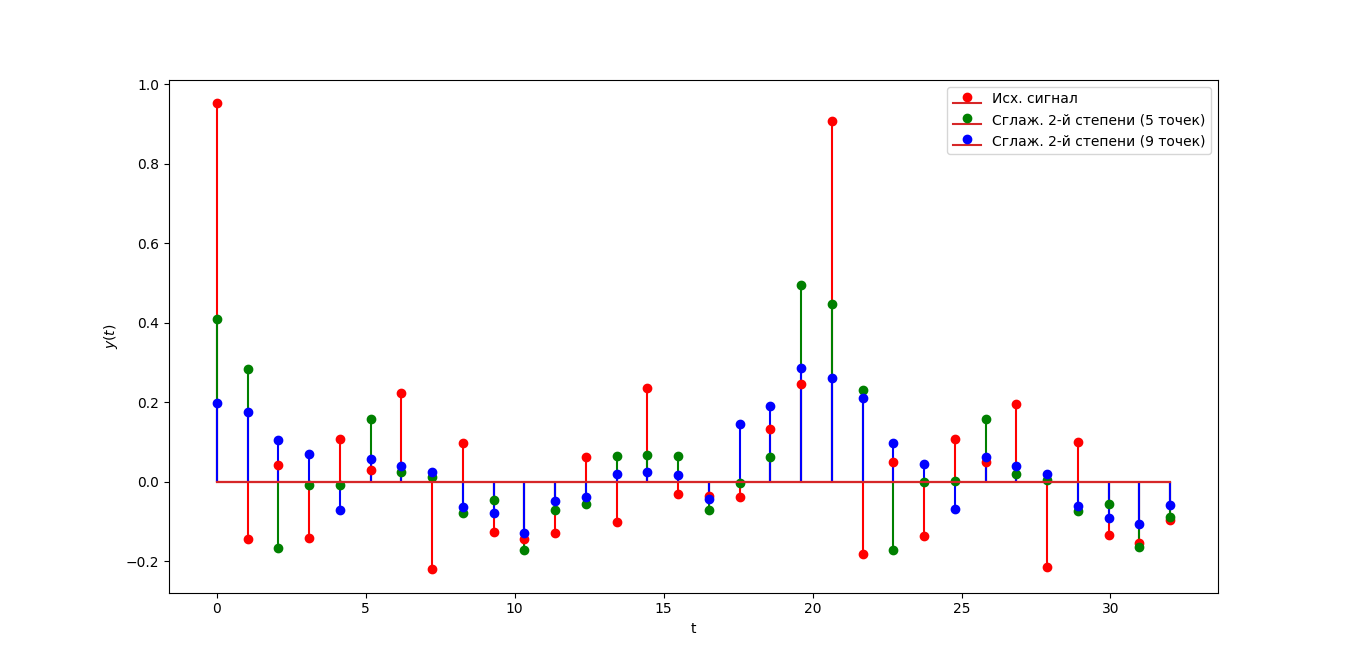 1.0
0.8
0.6
0.4
0.2
0.0
−0.2
y(t)
0 5 10 15 20 25 30
t
Исх. сигнал
Сглаж. 2-й степени (5 точек)
Сглаж. 2-й степени (9 точек)